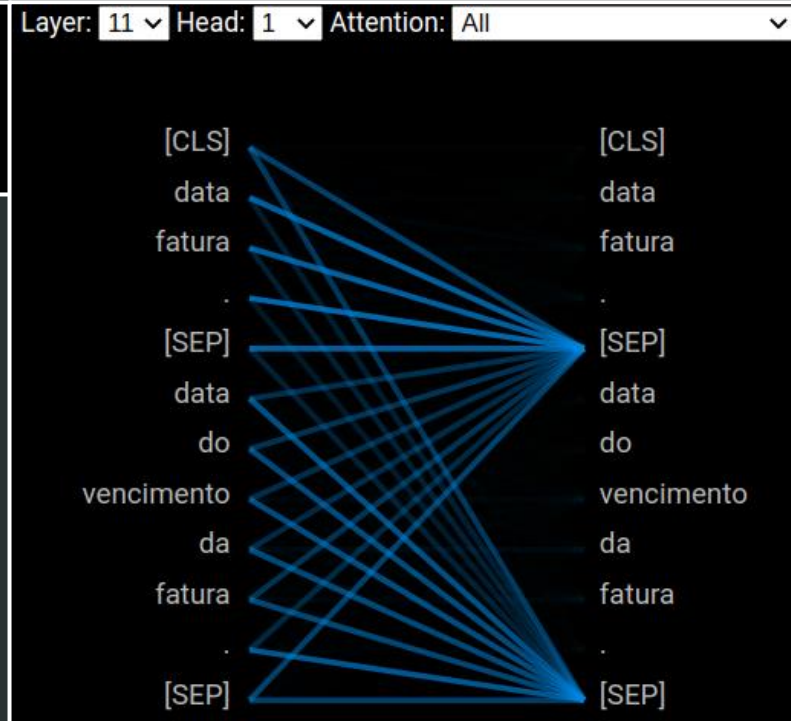 Layer: 11 Head: 1 Attention: All
[CLS] [CLS]
data data
fatura fatura
. .
[SEP] [SEP]
data data
do do
vencimento vencimento
da da
fatura fatura
. .
[SEP] [SEP]